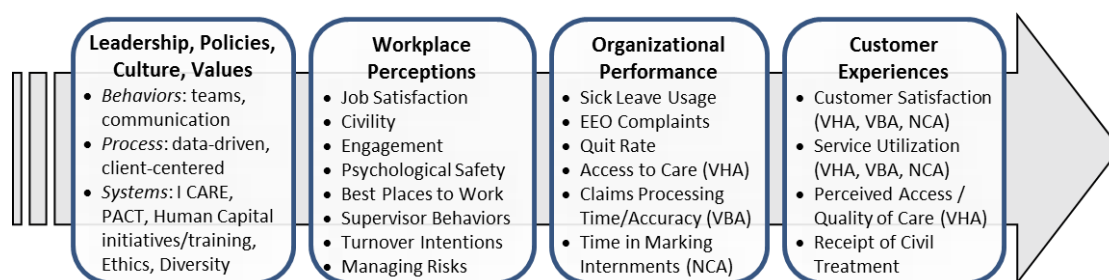 Leadership, Policies,
Culture, Values
• Behaviors: teams,
communication
• Process: data-driven,
client-centered
• Systems: I CARE,
PACT, Human Capital
initiatives/training,
Ethics, Diversity
Workplace
Perceptions
• Job Satisfaction
• Civility
• Engagement
• Psychological Safety
• Best Places to Work
• Supervisor Behaviors
• Turnover Intentions
• Managing Risks
Organizational
Performance
• Sick Leave Usage
• EEO Complaints
• Quit Rate
• Access to Care (VHA)
• Claims Processing
Time/Accuracy (VBA)
• Time in Marking
Internments (NCA)
Customer
Experiences
• Customer Satisfaction
(VHA, VBA, NCA)
• Service Utilization
(VHA, VBA, NCA)
• Perceived Access /
Quality of Care (VHA)
• Receipt of Civil
Treatment